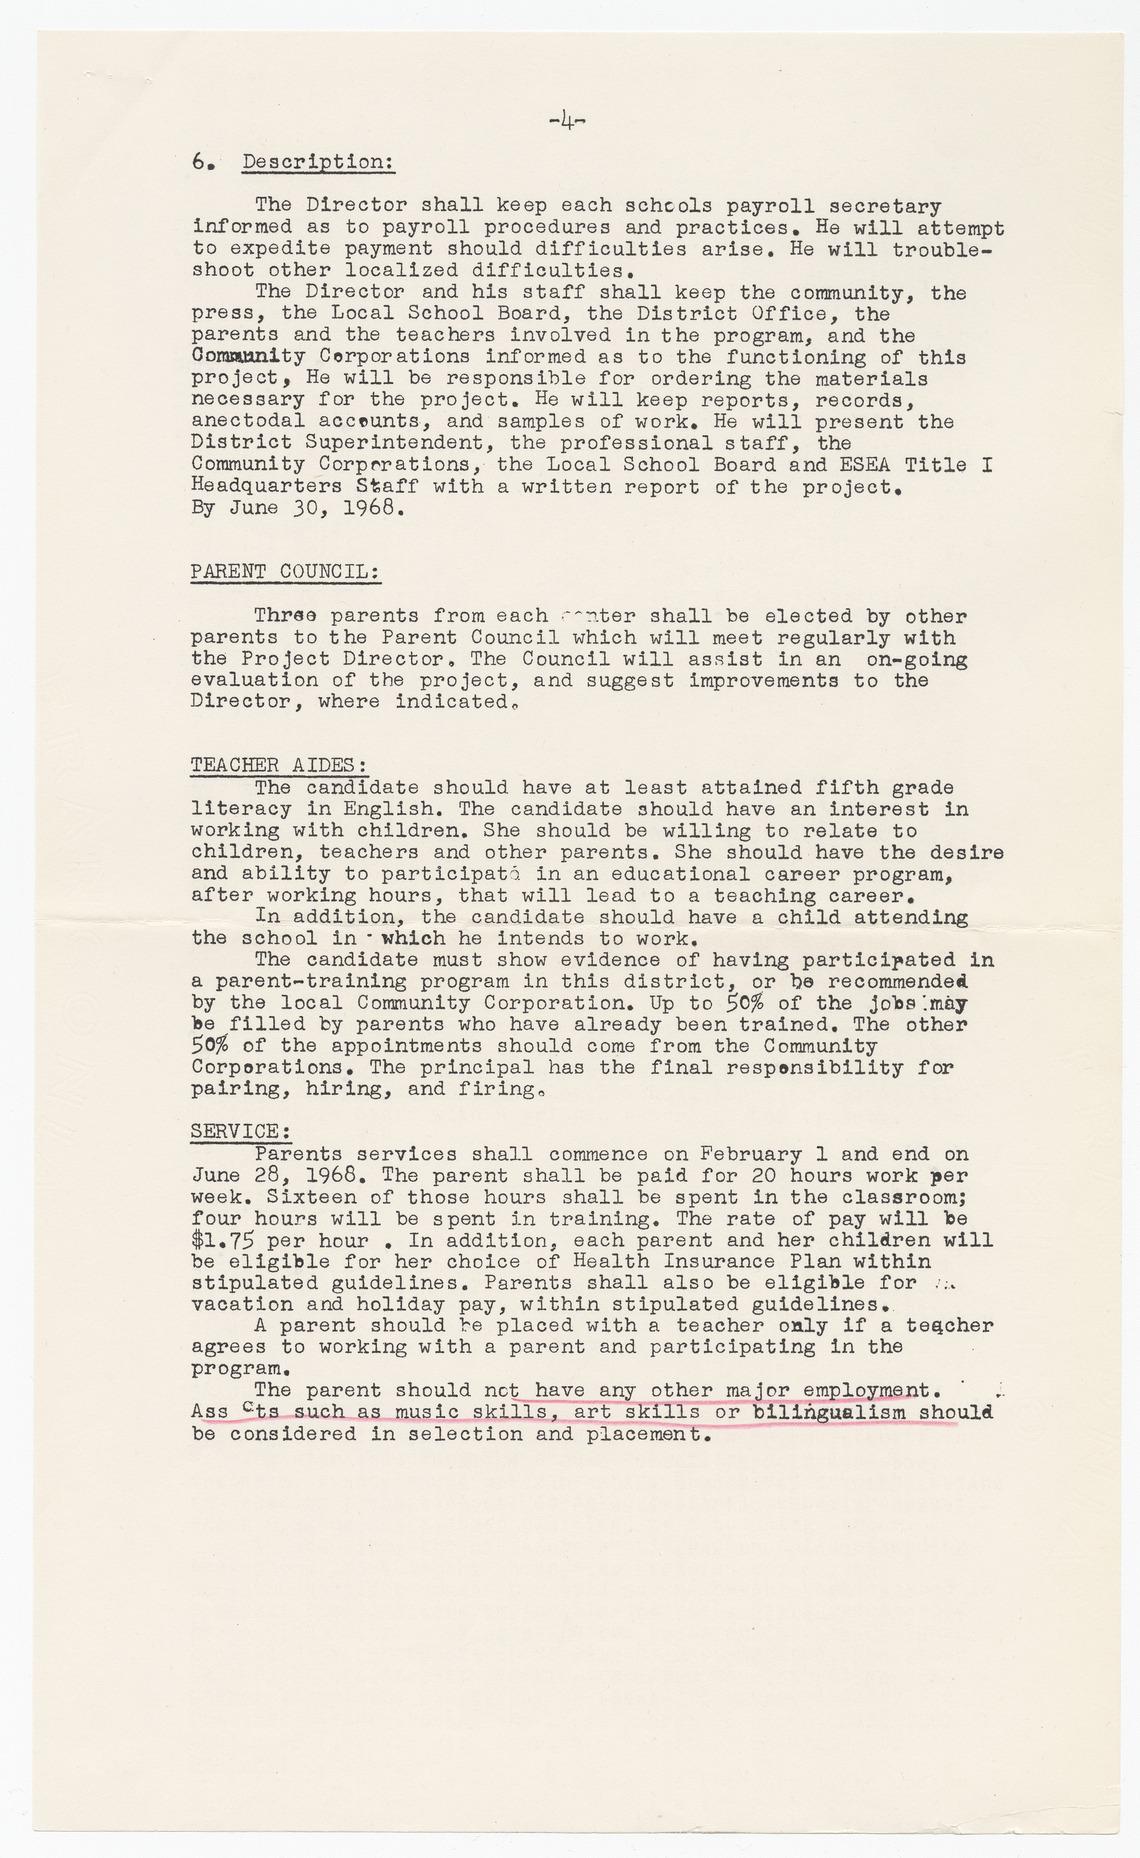 -4-
6. Description:
The Director shall keep each schools payroll secretary
informed as to payroll procedures and practices. He will attempt
to expedite payment should difficulties arise. He will trouble-
shoot other localized difficulties.
The Director and his staff shall keep the community, the
press, the Local School Board, the District Office, the
parents and the teachers involved in the program, and the
Community Corporations informed as to the functioning of this
project, He will be responsible for ordering the materials
necessary for the project. He will keep reports, records,
anectodal accounts, and samples of work. He will present the
District Superintendent, the professional staff, the
Community Corporations, the Local School Board and ESEA Title I
Headquarters Staff with a written report of the project.
By June 30, 1968.
PARENT COUNCIL:
Three parents from each center shall be elected by other
parents to the Parent Council which will meet regularly with
the Project Director. The Council will assist in an on-going
evaluation of the project, and suggest improvements to the
Director, where indicated.
TEACHER AIDES:
The candidate should have at least attained fifth grade
literacy in English. The candidate should have an interest in
working with children. She should be willing to relate to
children, teachers and other parents. She should have the desire
and ability to participate in an educational career program,
after working hours, that will lead to a teaching career.
In addition, the candidate should have a child attending
the school in which he intends to work.
The candidate must show evidence of having participated in
a parent-training program in this district, or be recommended
by the local Community Corporation. Up to 50% of the jobs may
be filled by parents who have already been trained. The other
50% of the appointments should come from the Community
Corporations. The principal has the final responsibility for
pairing, hiring, and firing.
SERVICE:
Parents services shall commence on February 1 and end on
June 28, 1968. The parent shall be paid for 20 hours work per
week. Sixteen of those hours shall be spent in the classroom;
four hours will be spent in training. The rate of pay will be
$1.75 per hour . In addition, each parent and her children will
be eligible for her choice of Health Insurance Plan within
stipulated guidelines. Parents shall also be eligible for
vacation and holiday pay, within stipulated guidelines.
A parent should be placed with a teacher only if a teacher
agrees to working with a parent and participating in the
program.
The parent should not have any other major employment.
Ass cts such as music skills, art skills or bilingualism should
be considered in selection and placement.